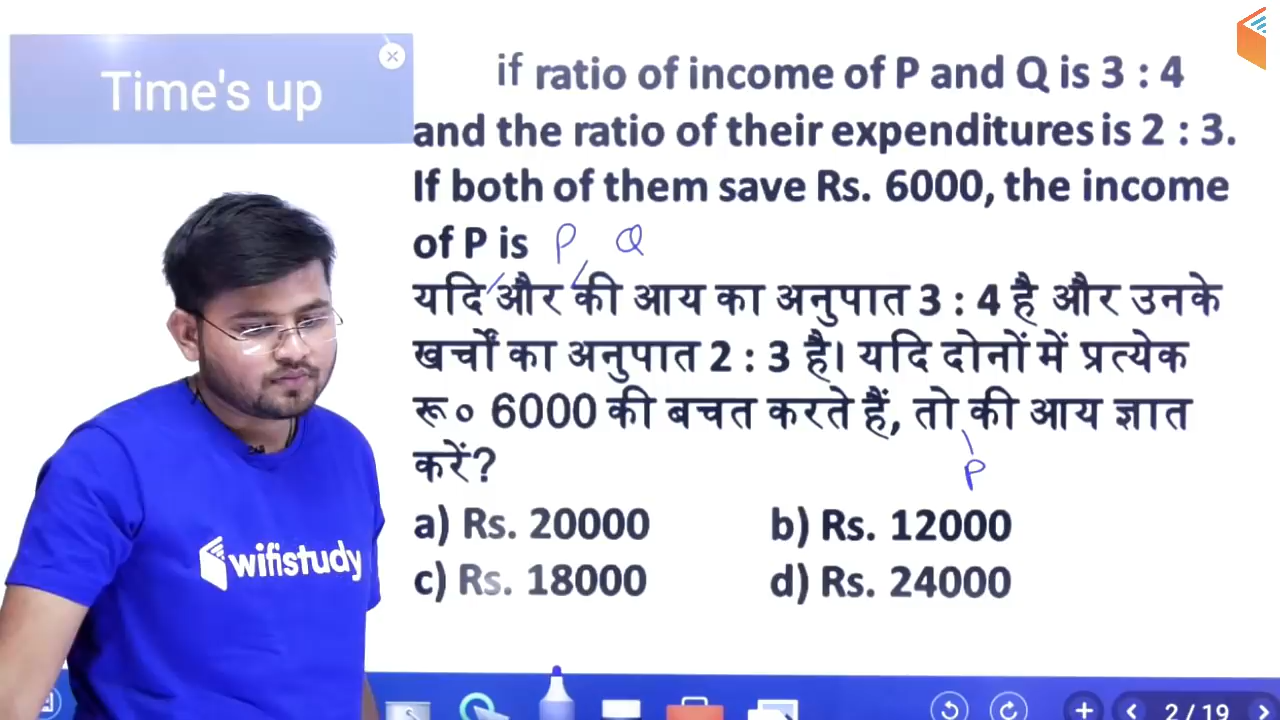 Time's up
if ratio of income of P and Q is 3 : 4
and the ratio of their expenditures is 2 : 3.
If both of them save Rs. 6000, the income
of P is P, Q
यदि और की आय का अनुपात 3 : 4 है और उनके
खर्चों का अनुपात 2 : 3 है। यदि दोनों में प्रत्येक
रू० 6000 की बचत करते हैं, तो की आय ज्ञात
करें?
P
a) Rs. 20000 b) Rs. 12000
c) Rs. 18000 d) Rs. 24000
wifistudy
2 / 19